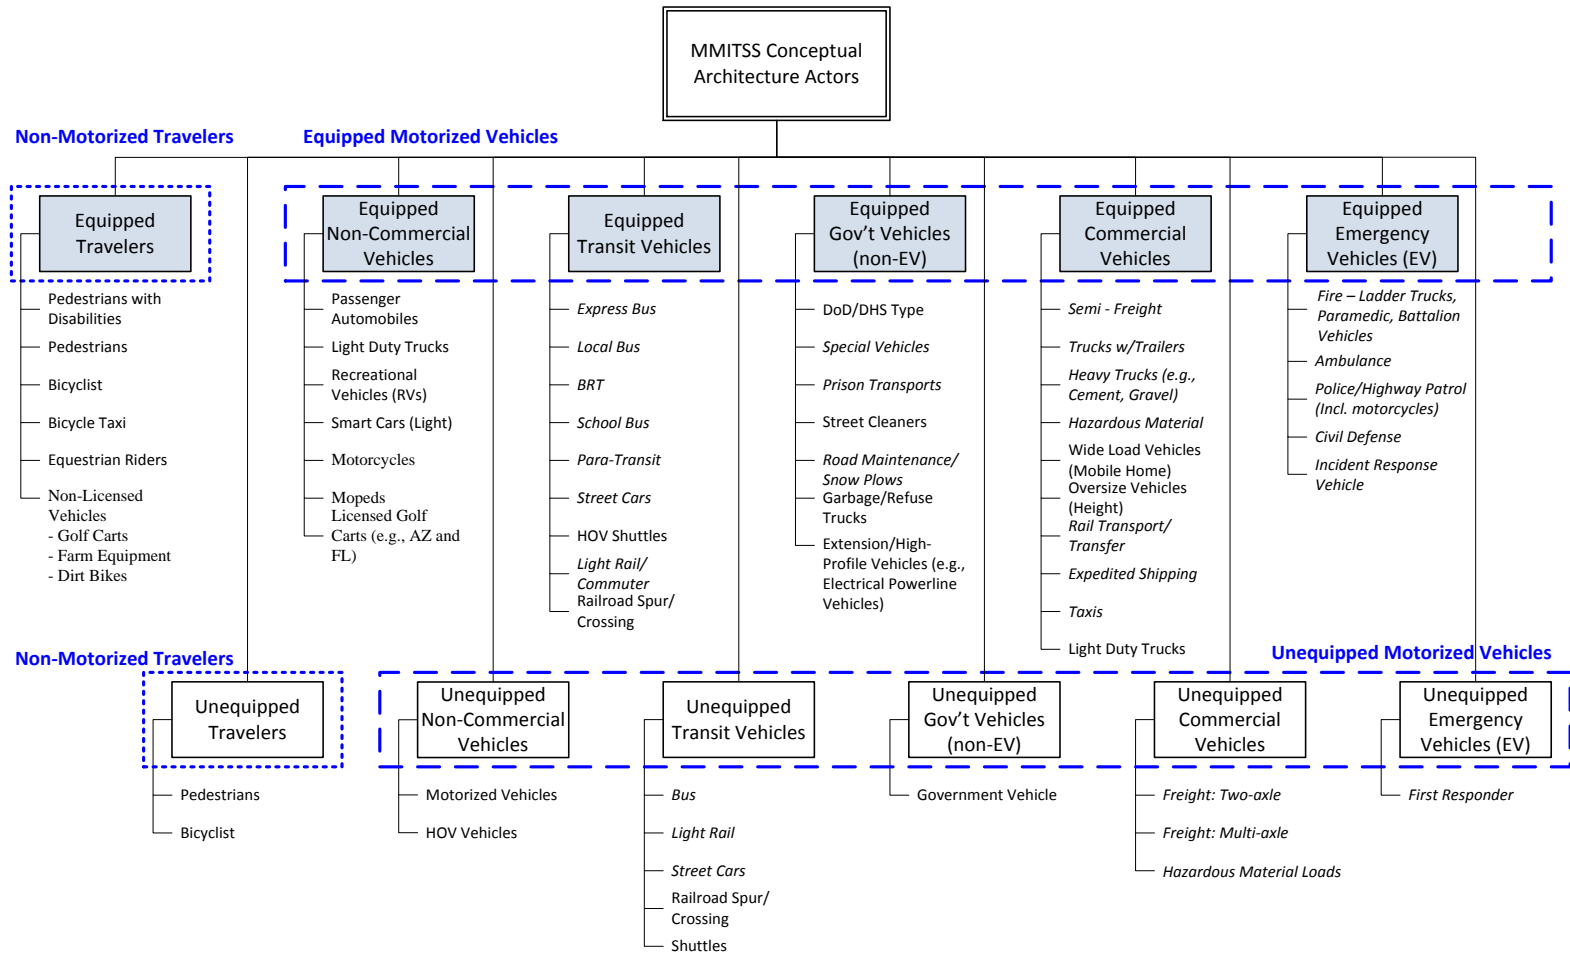 MMITSS Conceptual
Architecture Actors
Non-Motorized Travelers
Equipped Motorized Vehicles
Equipped
Travelers
Pedestrians with
Disabilities
Pedestrians
Bicyclist
Bicycle Taxi
Equestrian Riders
Non-Licensed
Vehicles
- Golf Carts
- Farm Equipment
- Dirt Bikes
Equipped
Non-Commercial
Vehicles
Passenger
Automobiles
Light Duty Trucks
Recreational
Vehicles (RVs)
Smart Cars (Light)
Motorcycles
Mopeds
Licensed Golf
Carts (e.g., AZ and
FL)
Equipped
Transit Vehicles
Express Bus
Local Bus
BRT
School Bus
Para-Transit
Street Cars
HOV Shuttles
Light Rail/
Commuter
Railroad Spur/
Crossing
Equipped
Gov't Vehicles
(non-EV)
DoD/DHS Type
Special Vehicles
Prison Transports
Street Cleaners
Road Maintenance/
Snow Plows
Garbage/Refuse
Trucks
Extension/High-
Profile Vehicles (e.g.,
Electrical Powerline
Vehicles)
Equipped
Commercial
Vehicles
Semi - Freight
Trucks w/Trailers
Heavy Trucks (e.g.,
Cement, Gravel)
Hazardous Material
Wide Load Vehicles
(Mobile Home)
Oversize Vehicles
(Height)
Rail Transport/
Transfer
Expedited Shipping
Taxis
Light Duty Trucks
Equipped
Emergency
Vehicles (EV)
Fire – Ladder Trucks,
Paramedic, Battalion
Vehicles
Ambulance
Police/Highway Patrol
(Incl. motorcycles)
Civil Defense
Incident Response
Vehicle
Non-Motorized Travelers
Unequipped Motorized Vehicles
Unequipped
Travelers
Pedestrians
Bicyclist
Unequipped
Non-Commercial
Vehicles
Motorized Vehicles
HOV Vehicles
Unequipped
Transit Vehicles
Bus
Light Rail
Street Cars
Railroad Spur/
Crossing
Shuttles
Unequipped
Gov't Vehicles
(non-EV)
Government Vehicle
Unequipped
Commercial
Vehicles
Freight: Two-axle
Freight: Multi-axle
Hazardous Material Loads
Unequipped
Emergency
Vehicles (EV)
First Responder